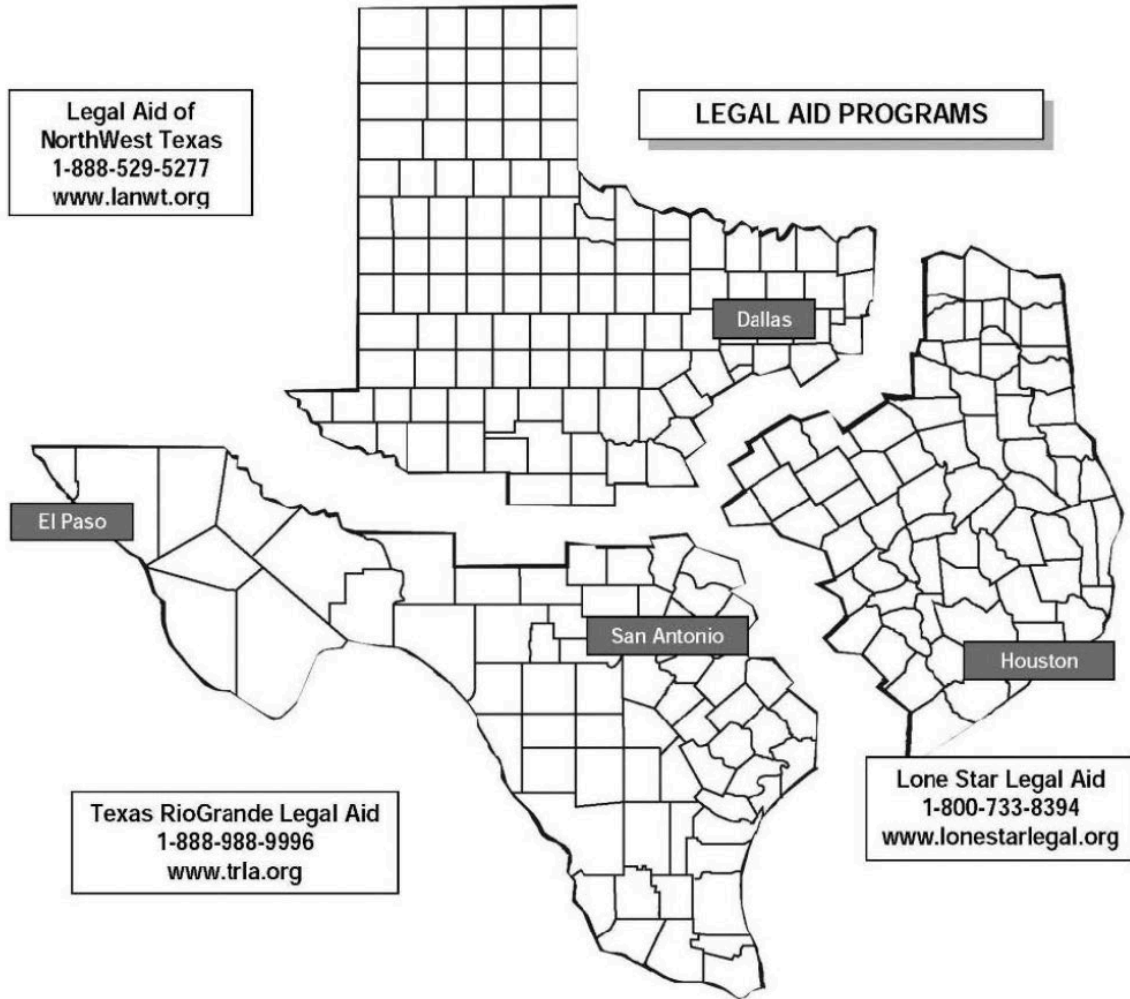 Legal Aid of
NorthWest Texas
1-888-529-5277
www.lanwt.org
LEGAL AID PROGRAMS
Dallas
El Paso
San Antonio
Houston
Texas RioGrande Legal Aid
1-888-988-9996
www.trla.org
Lone Star Legal Aid
1-800-733-8394
www.lonestarlegal.org